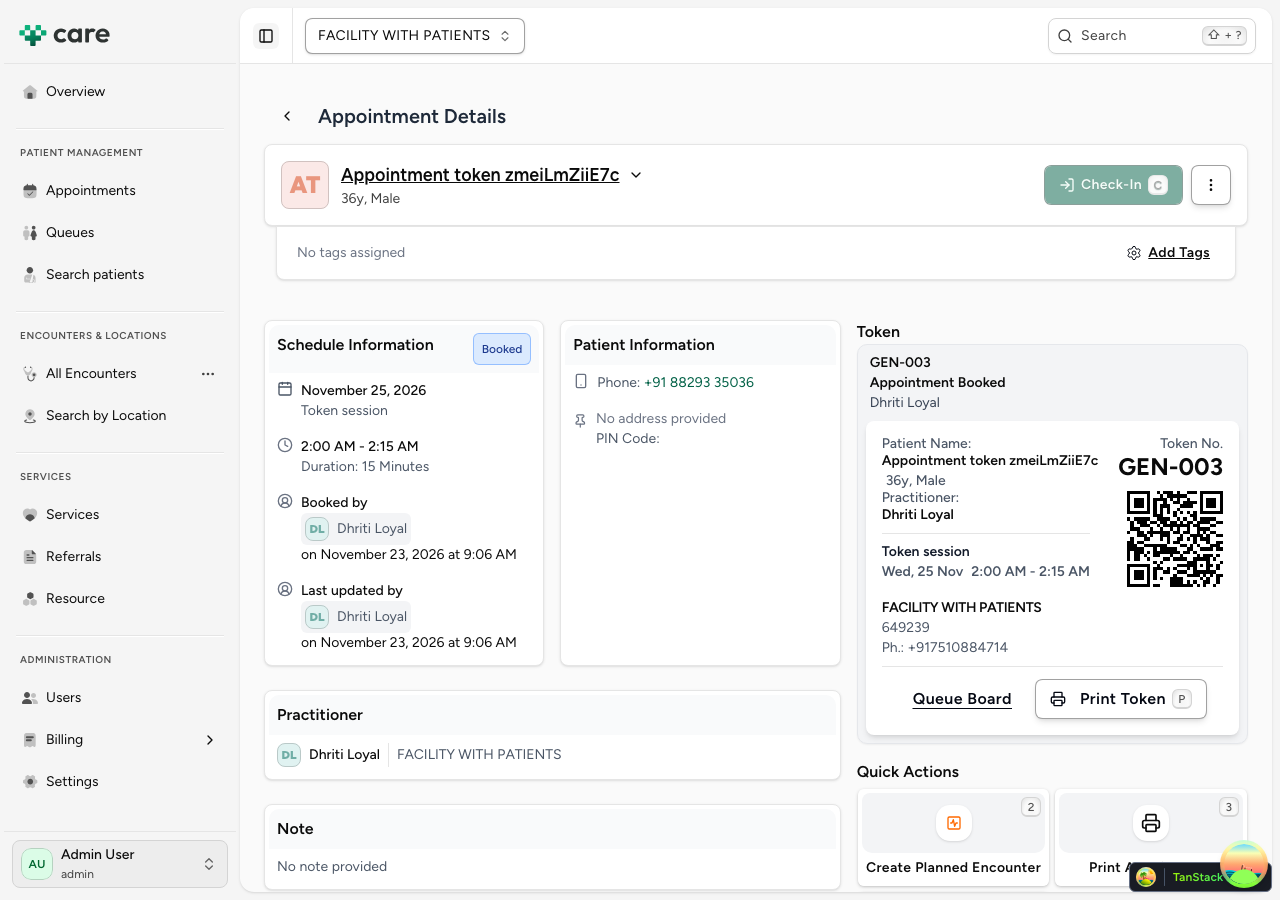 care
FACILITY WITH PATIENTS
Search
+ ?
Overview
PATIENT MANAGEMENT
Appointments
Queues
Search patients
ENCOUNTERS & LOCATIONS
All Encounters
Search by Location
SERVICES
Services
Referrals
Resource
ADMINISTRATION
Users
Billing
Settings
AU
Admin User
admin
Appointment Details
AT
Appointment token zmeiLmZiiE7c
36y, Male
Check-In C
No tags assigned
Add Tags
Schedule Information
Booked
November 25, 2026
Token session
2:00 AM - 2:15 AM
Duration: 15 Minutes
Booked by
DL Dhriti Loyal
on November 23, 2026 at 9:06 AM
Last updated by
DL Dhriti Loyal
on November 23, 2026 at 9:06 AM
Patient Information
Phone: +91 88293 35036
No address provided
PIN Code:
Practitioner
DL Dhriti Loyal FACILITY WITH PATIENTS
Note
No note provided
Token
GEN-003
Appointment Booked
Dhriti Loyal
Patient Name:
Appointment token zmeiLmZiiE7c
36y, Male
Token No.
GEN-003
Practitioner:
Dhriti Loyal
Token session
Wed, 25 Nov 2:00 AM - 2:15 AM
FACILITY WITH PATIENTS
649239
Ph.: +917510884714
Queue Board
Print Token P
Quick Actions
2
Create Planned Encounter
3
Print
TanStack